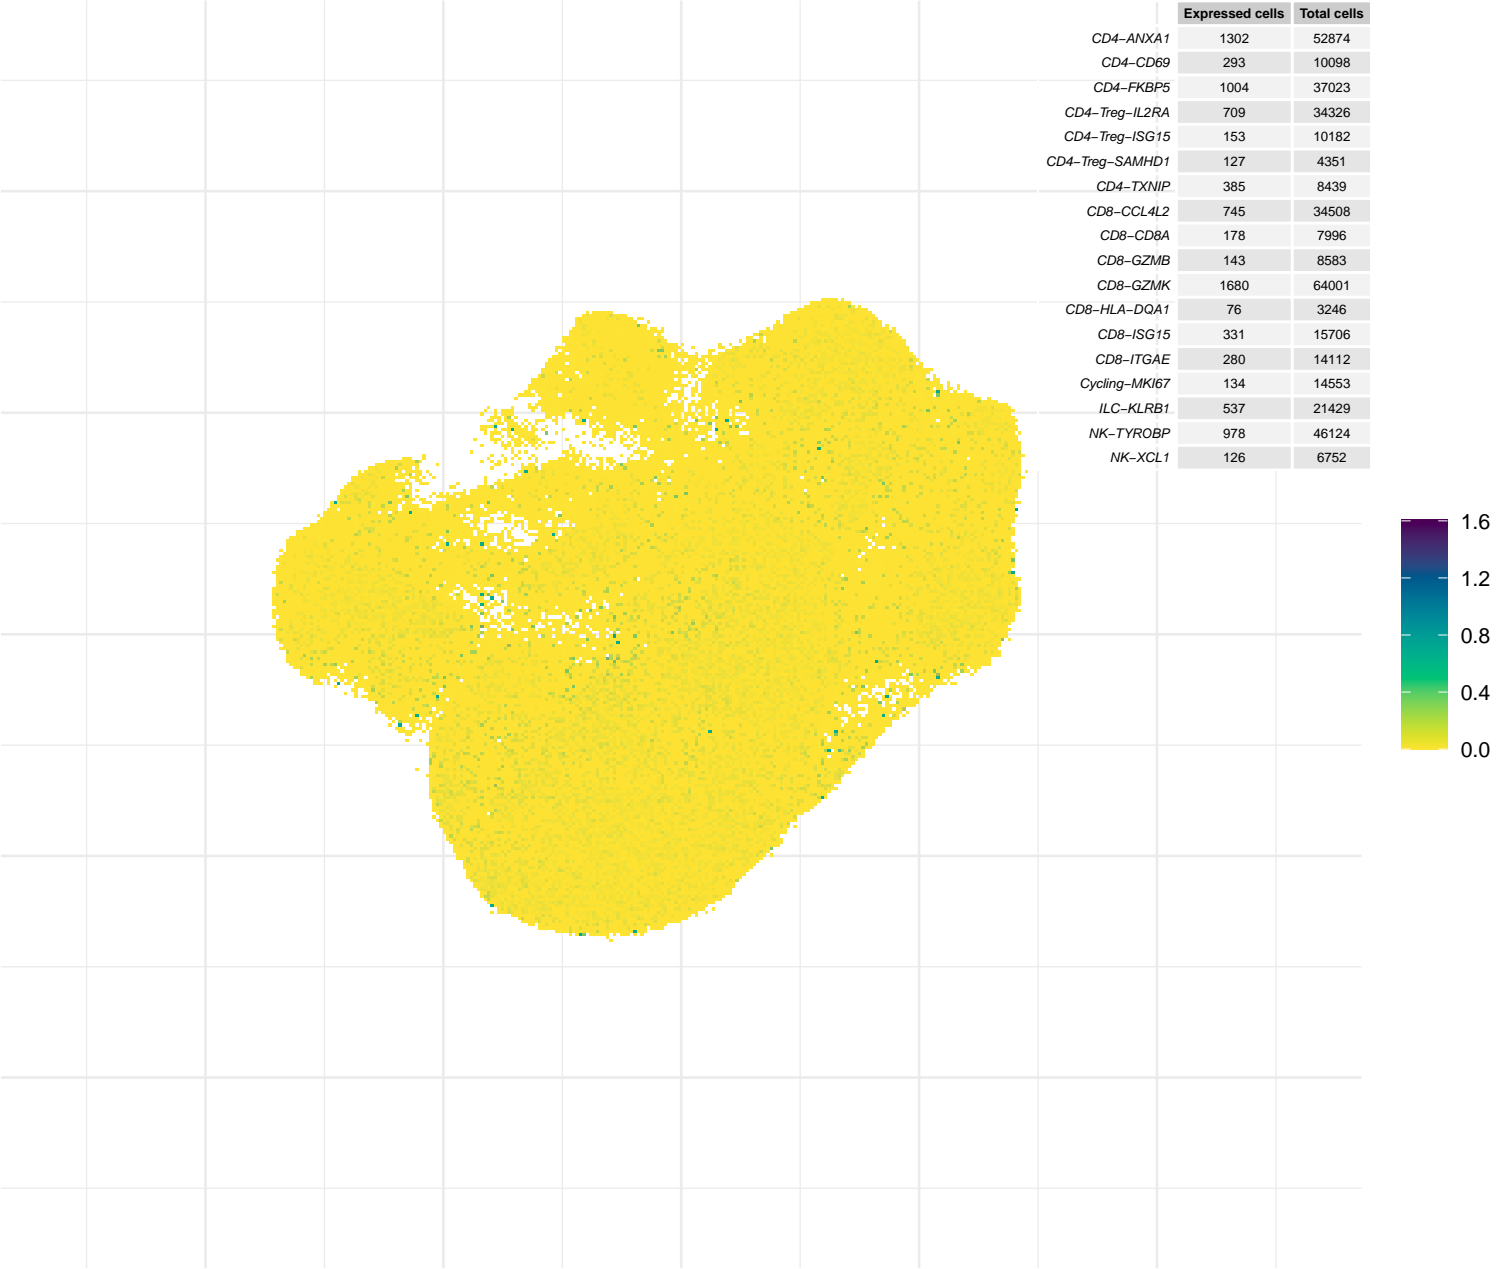 Expressed cells Total cells
CD4−ANXA1 1302 52874
CD4−CD69 293 10098
CD4−FKBP5 1004 37023
CD4−Treg−IL2RA 709 34326
CD4−Treg−ISG15 153 10182
CD4−Treg−SAMHD1 127 4351
CD4−TXNIP 385 8439
CD8−CCL4L2 745 34508
CD8−CD8A 178 7996
CD8−GZMB 143 8583
CD8−GZMK 1680 64001
CD8−HLA−DQA1 76 3246
CD8−ISG15 331 15706
CD8−ITGAE 280 14112
Cycling−MKI67 134 14553
ILC−KLRB1 537 21429
NK−TYROBP 978 46124
NK−XCL1 126 6752
1.6
1.2
0.8
0.4
0.0